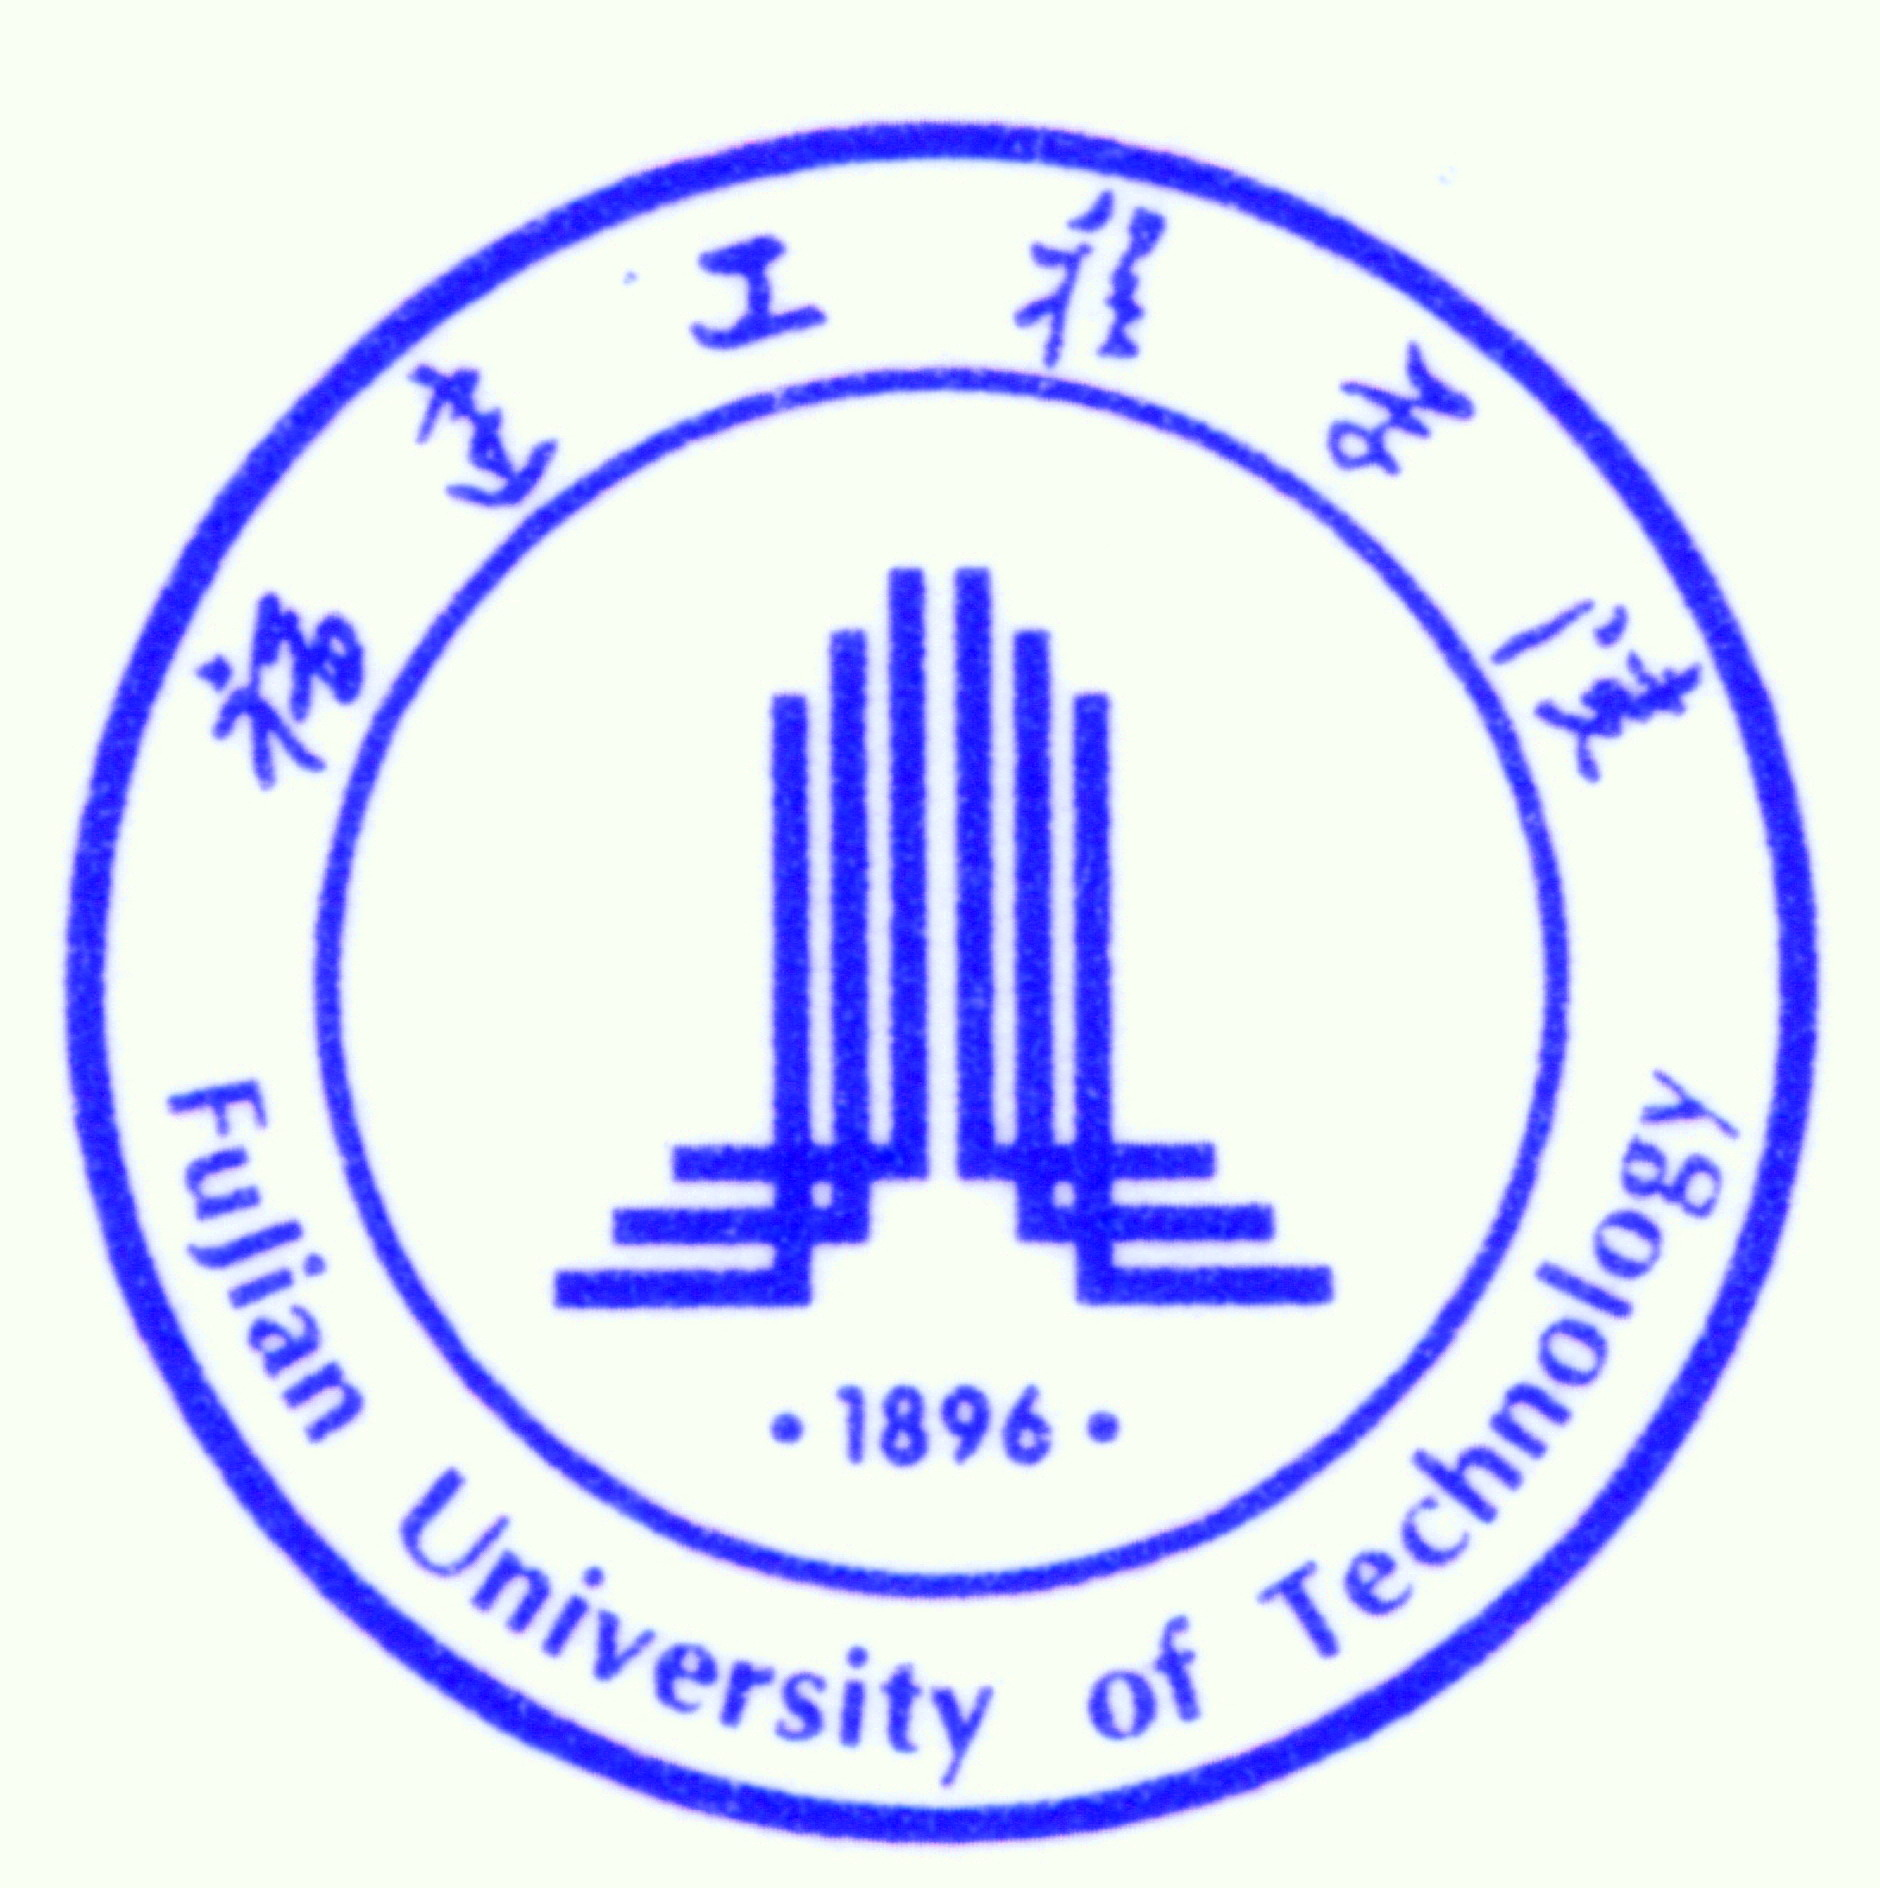 福建工程学院
·1896·
Fujian University of Technology